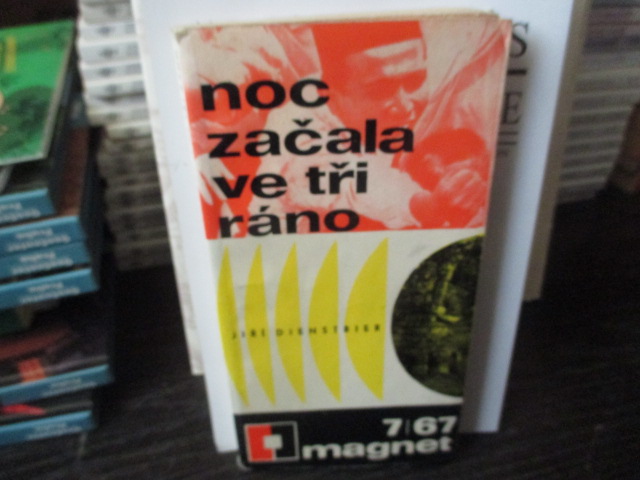 noc
začala
ve tři
ráno
JIŘÍ DIENSTBIER
7/67
magnet
S
E